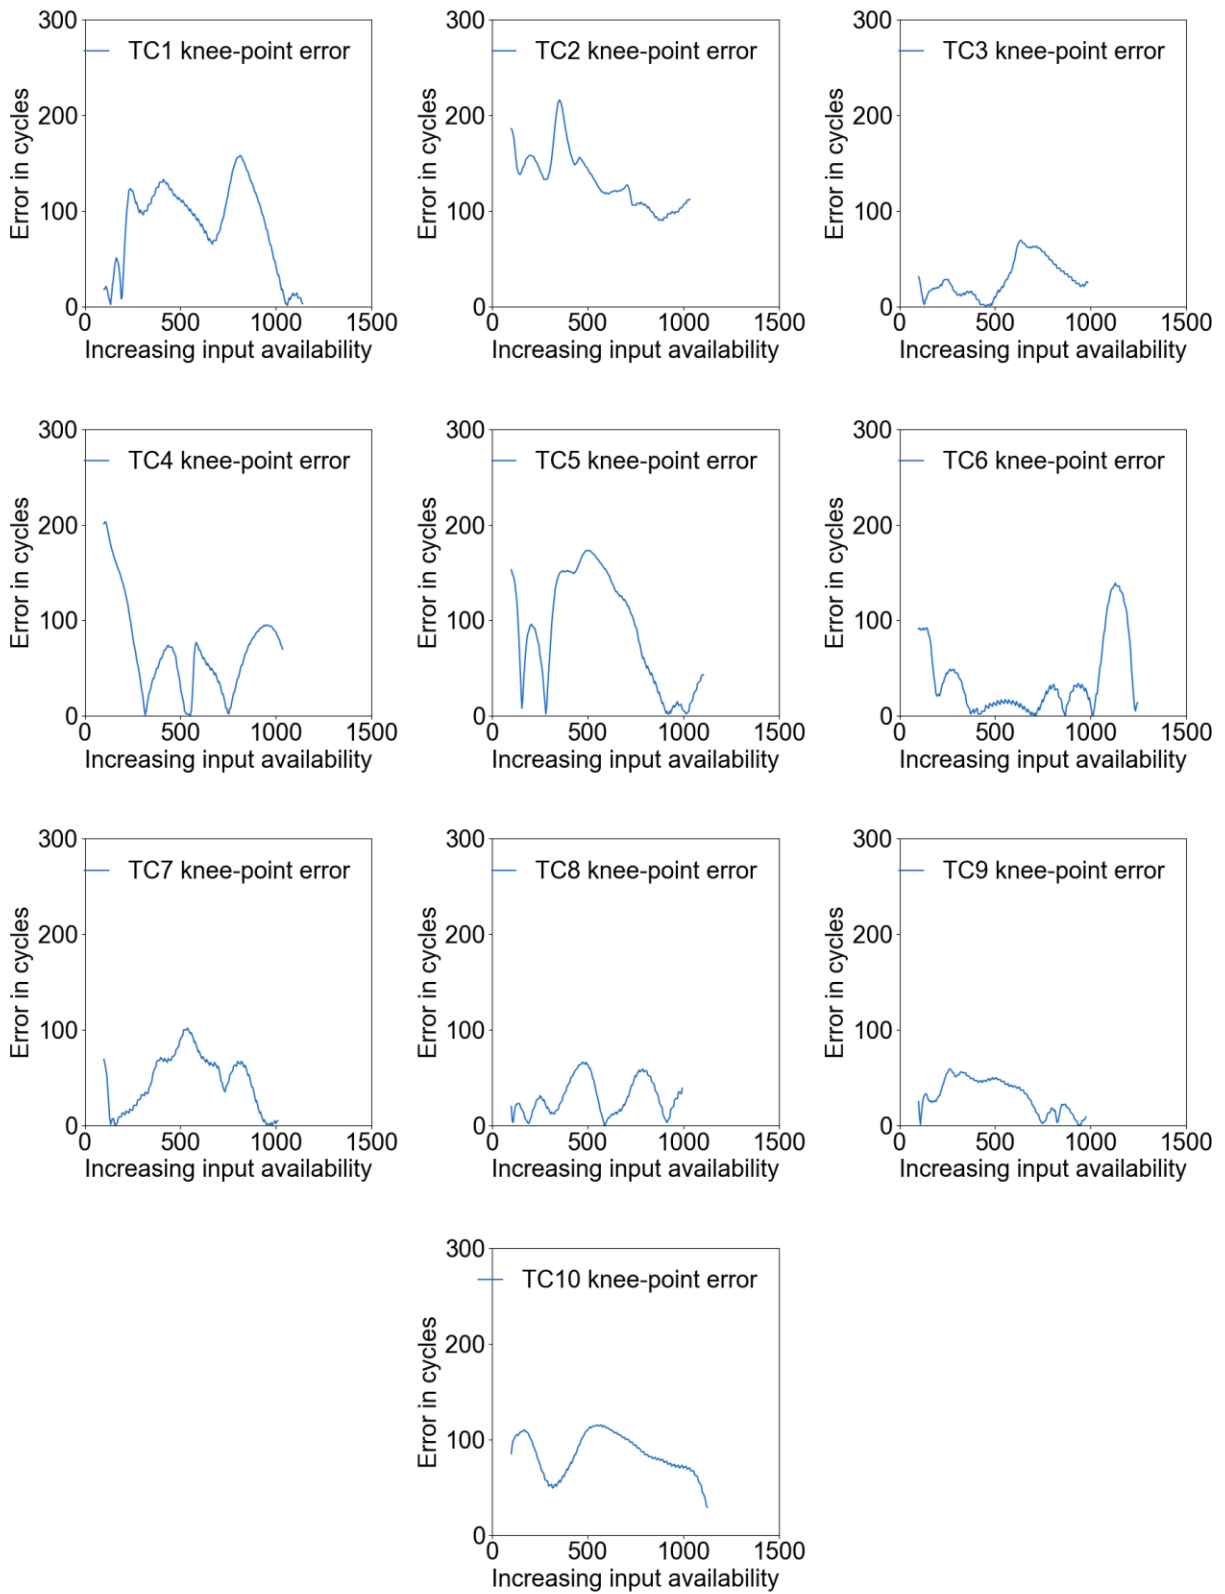 300
200
100
0
Error in cycles
TC1 knee-point error
0 500 1000 1500
Increasing input availability
300
200
100
0
Error in cycles
TC2 knee-point error
0 500 1000 1500
Increasing input availability
300
200
100
0
Error in cycles
TC3 knee-point error
0 500 1000 1500
Increasing input availability
300
200
100
0
Error in cycles
TC4 knee-point error
0 500 1000 1500
Increasing input availability
300
200
100
0
Error in cycles
TC5 knee-point error
0 500 1000 1500
Increasing input availability
300
200
100
0
Error in cycles
TC6 knee-point error
0 500 1000 1500
Increasing input availability
300
200
100
0
Error in cycles
TC7 knee-point error
0 500 1000 1500
Increasing input availability
300
200
100
0
Error in cycles
TC8 knee-point error
0 500 1000 1500
Increasing input availability
300
200
100
0
Error in cycles
TC9 knee-point error
0 500 1000 1500
Increasing input availability
300
200
100
0
Error in cycles
TC10 knee-point error
0 500 1000 1500
Increasing input availability